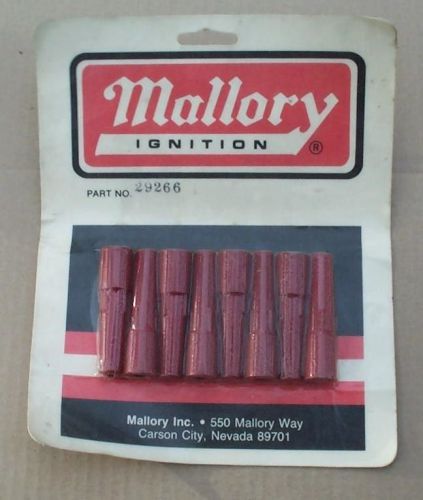 Mallory
IGNITION ®
PART NO. 29266
Mallory Inc. • 550 Mallory Way
Carson City, Nevada 89701